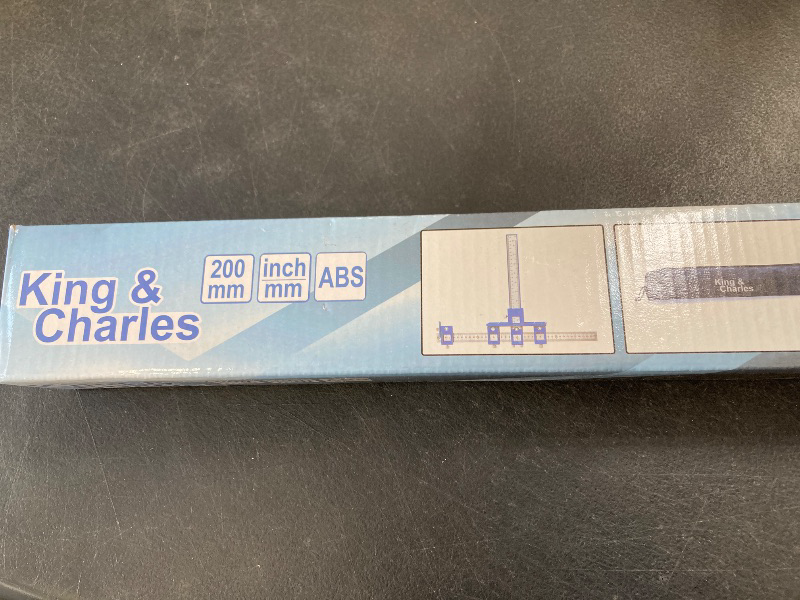 King &
Charles
200
mm
inch
mm
ABS
King &
Charles